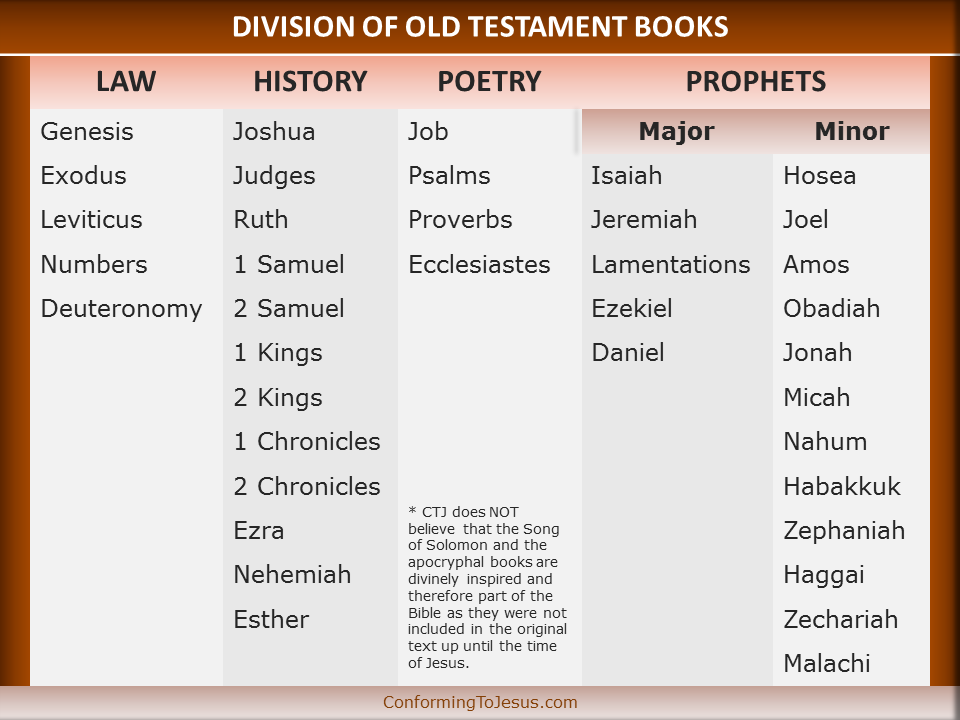 DIVISION OF OLD TESTAMENT BOOKS
LAW HISTORY POETRY PROPHETS
Genesis Joshua Job Major Minor
Exodus Judges Psalms Isaiah Hosea
Leviticus Ruth Proverbs Jeremiah Joel
Numbers 1 Samuel Ecclesiastes Lamentations Amos
Deuteronomy 2 Samuel Ezekiel Obadiah
1 Kings Daniel Jonah
2 Kings Micah
1 Chronicles Nahum
2 Chronicles Habakkuk
Ezra Zephaniah
Nehemiah Haggai
Esther Zechariah
Malachi
* CTJ does NOT
believe that the Song
of Solomon and the
apocryphal books are
divinely inspired and
therefore part of the
Bible as they were not
included in the original
text up until the time
of Jesus.
ConformingToJesus.com